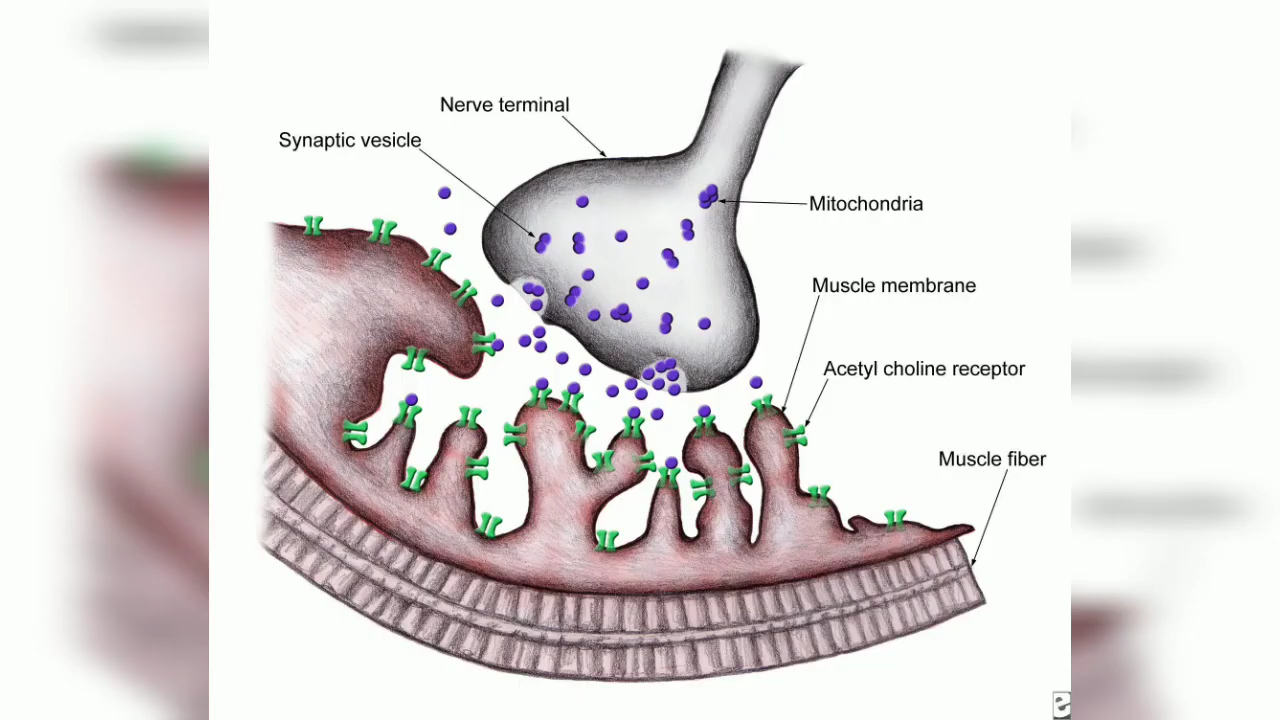 Nerve terminal
Synaptic vesicle
Mitochondria
Muscle membrane
Acetyl choline receptor
Muscle fiber
e